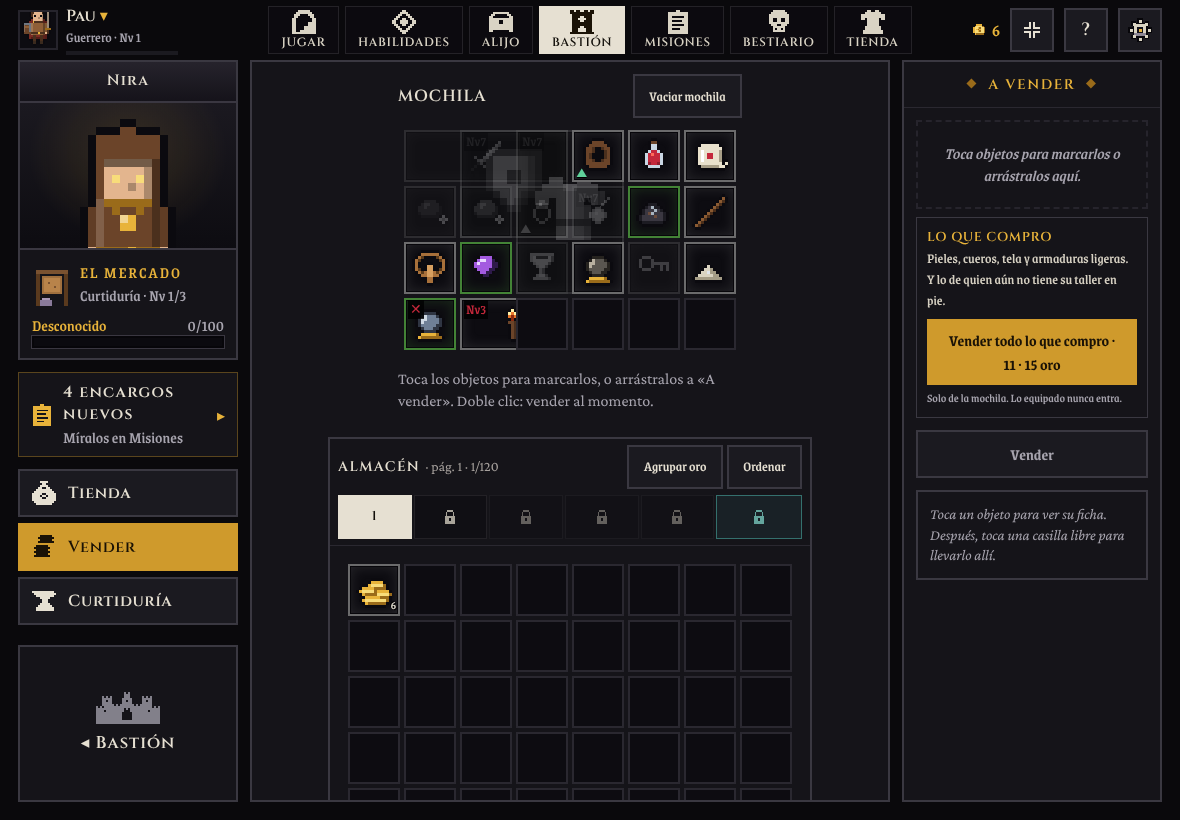 Pau ▾
Guerrero · Nv 1
JUGAR
HABILIDADES
ALIJO
BASTIÓN
MISIONES
BESTIARIO
TIENDA
6
?
Nira
EL MERCADO
Curtiduría · Nv 1/3
Desconocido 0/100
4 ENCARGOS
NUEVOS
Míralos en Misiones
TIENDA
VENDER
CURTIDURÍA
◂ BASTIÓN
MOCHILA
Vaciar mochila
Nv7
Nv7
Nv7
Nv3
Toca los objetos para marcarlos, o arrástralos a «A
vender». Doble clic: vender al momento.
ALMACÉN · pág. 1 · 1/120
Agrupar oro
Ordenar
I
6
A VENDER
Toca objetos para marcarlos o
arrástralos aquí.
LO QUE COMPRO
Pieles, cueros, tela y armaduras ligeras.
Y lo de quien aún no tiene su taller en
pie.
Vender todo lo que compro ·
11 · 15 oro
Solo de la mochila. Lo equipado nunca entra.
Vender
Toca un objeto para ver su ficha.
Después, toca una casilla libre para
llevarlo allí.